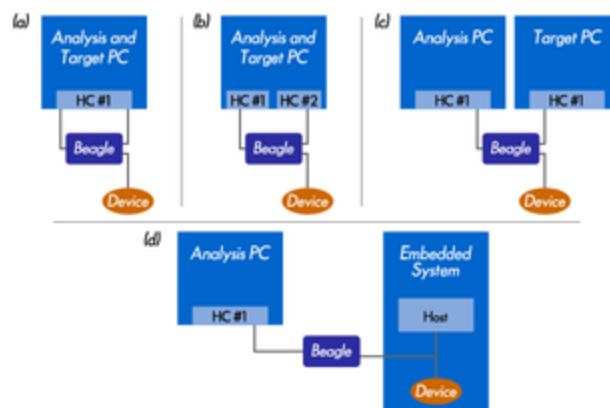 (a)
Analysis and
Target PC
HC #1
Beagle
Device
(b)
Analysis and
Target PC
HC #1 HC #2
Beagle
Device
(c)
Analysis PC
Target PC
HC #1
HC #1
Beagle
Device
(d)
Analysis PC
HC #1
Beagle
Embedded
System
Host
Device